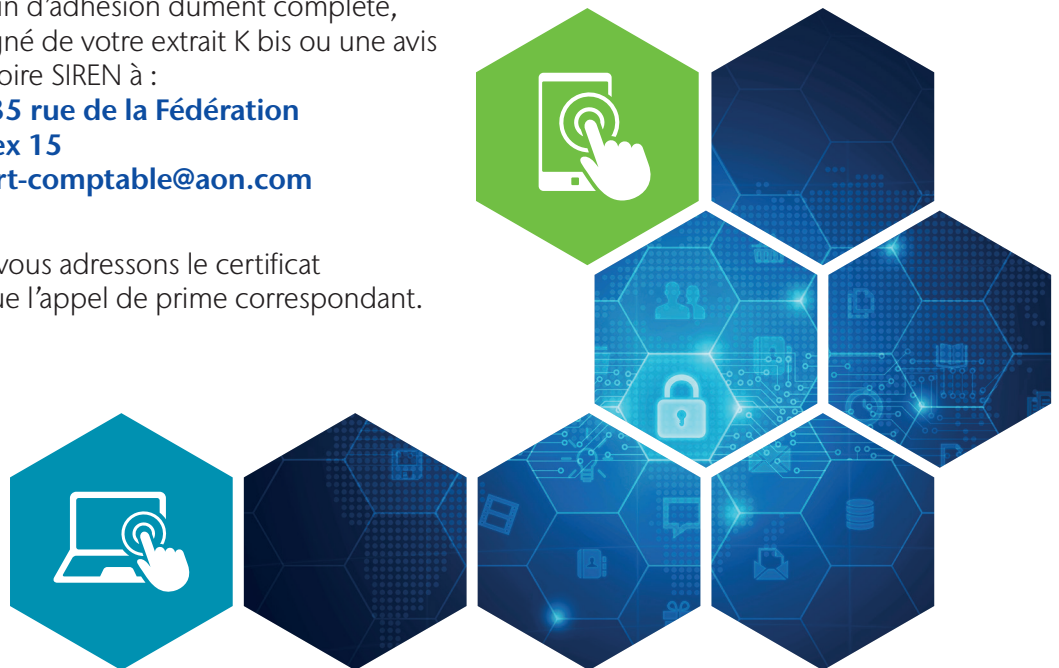 in d'adhésion dument complété,
gné de votre extrait K bis ou une avis
oire SIREN à :
35 rue de la Fédération
ex 15
rt-comptable@aon.com
vous adressons le certificat
ue l'appel de prime correspondant.